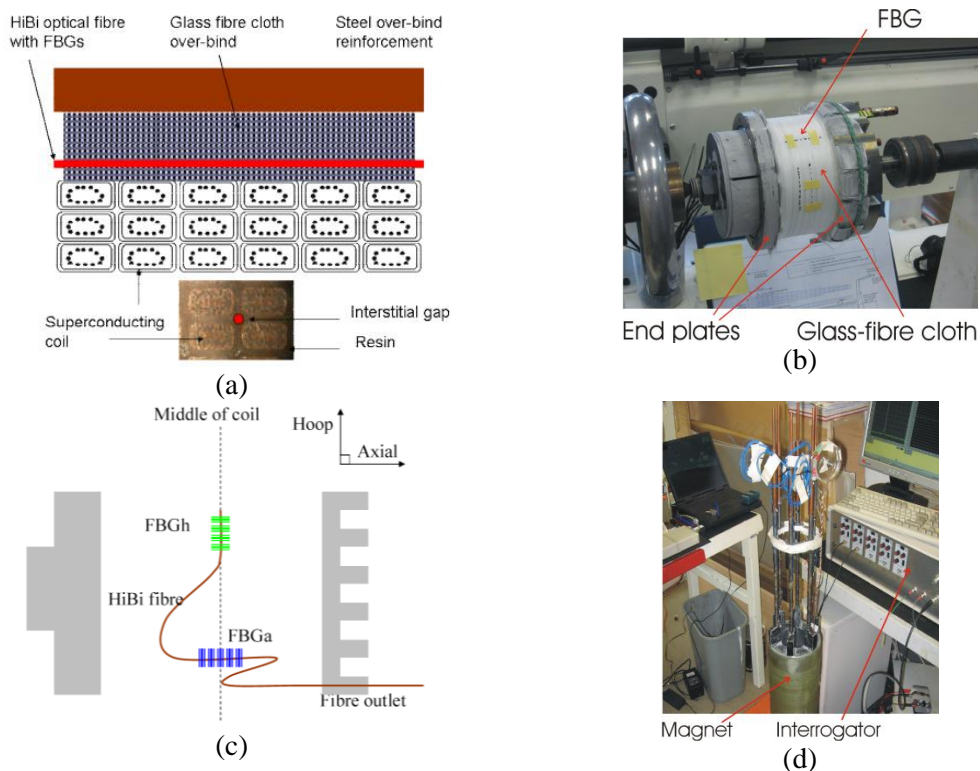 HiBi optical fibre
with FBGs
Glass fibre cloth
over-bind
Steel over-bind
reinforcement
Superconducting
coil
Interstitial gap
Resin
(a)
FBG
End plates
Glass-fibre cloth
(b)
Middle of coil
Hoop
Axial
FBGh
HiBi fibre
FBGa
Fibre outlet
(c)
Magnet
Interrogator
(d)